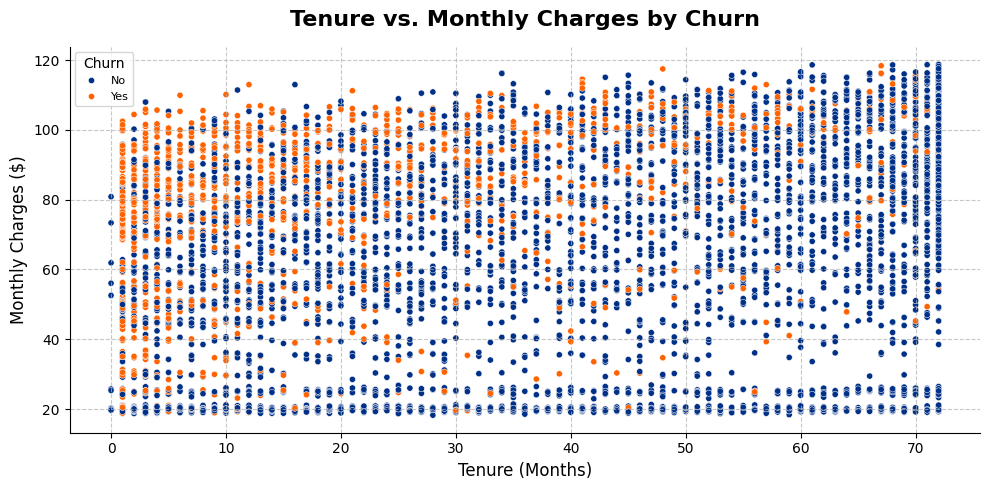 Tenure vs. Monthly Charges by Churn
Churn
No
Yes
Monthly Charges ($)
120
100
80
60
40
20
0 10 20 30 40 50 60 70
Tenure (Months)